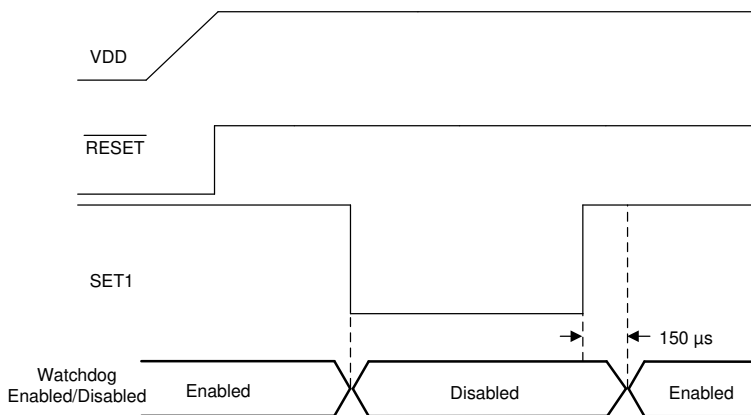 VDD
RESET
SET1
150 µs
Watchdog
Enabled/Disabled
Enabled
Disabled
Enabled